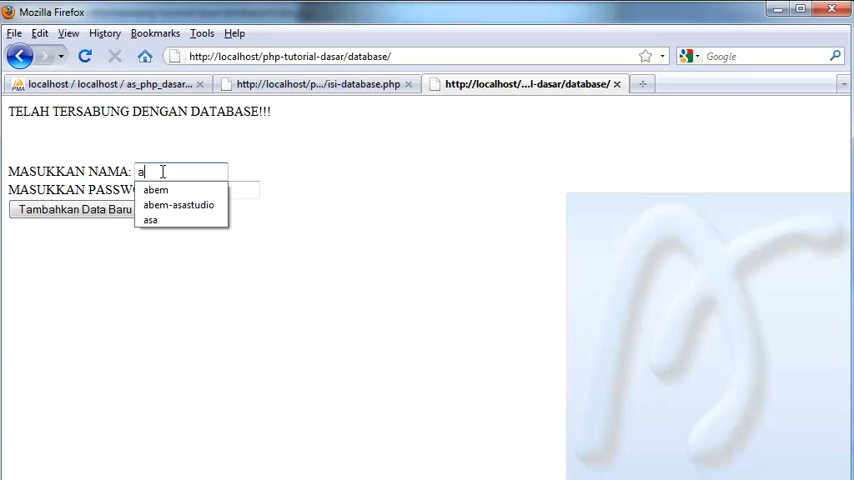 Mozilla Firefox
File Edit View History Bookmarks Tools Help
http://localhost/php-tutorial-dasar/database/
Google
localhost / localhost / as_php_dasar...
http://localhost/p.../isi-database.php
http://localhost/...l-dasar/database/
TELAH TERSABUNG DENGAN DATABASE!!!
MASUKKAN NAMA: a
MASUKKAN PASSWO
abem
abem-asastudio
asa
Tambahkan Data Baru